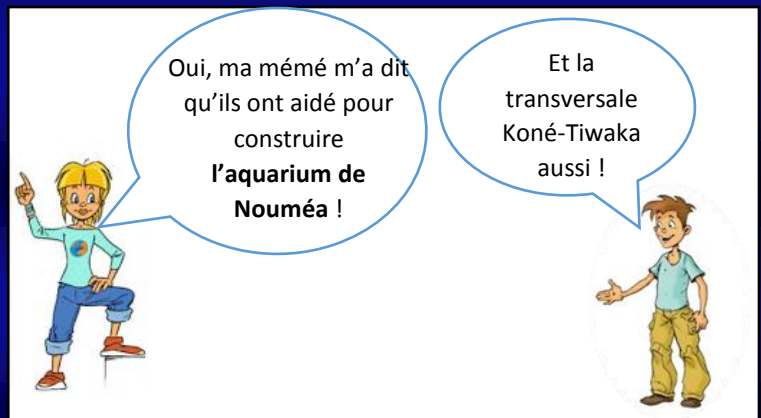 Oui, ma mémé m’a dit
qu’ils ont aidé pour
construire
l’aquarium de
Nouméa !
Et la
transversale
Koné-Tiwaka
aussi !